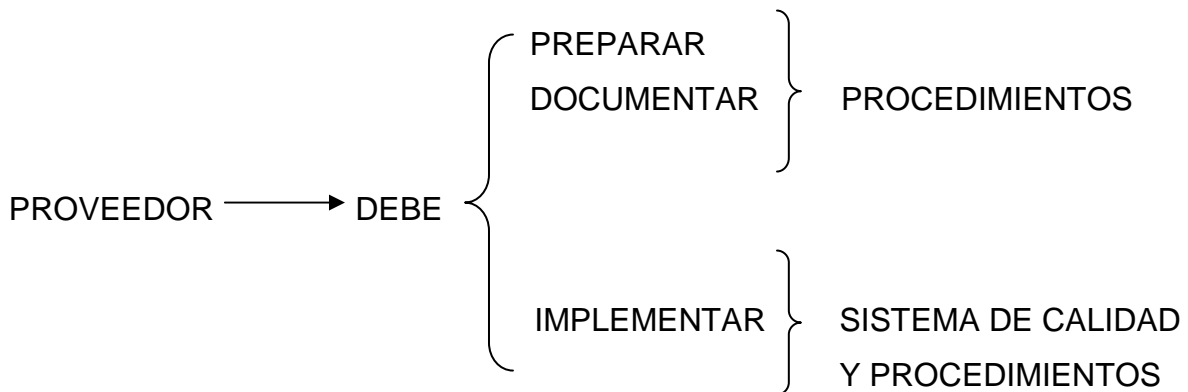 PREPARAR
DOCUMENTAR PROCEDIMIENTOS
PROVEEDOR DEBE
IMPLEMENTAR SISTEMA DE CALIDAD
Y PROCEDIMIENTOS